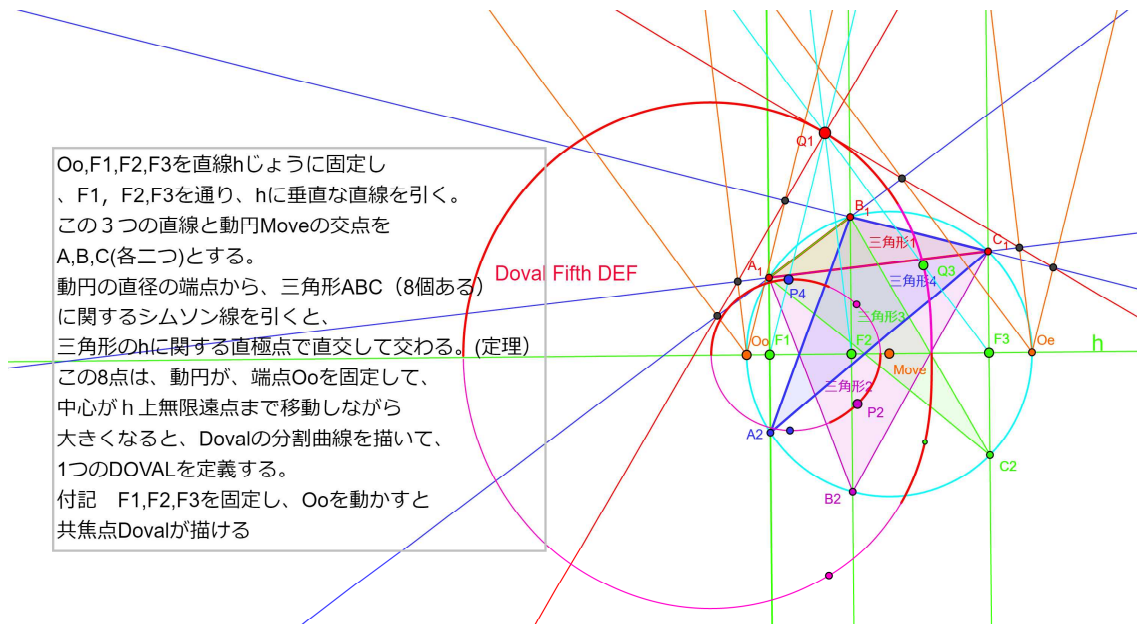 Oo,F1,F2,F3を直線hじょうに固定し
、F1，F2,F3を通り、hに垂直な直線を引く。
この３つの直線と動円Moveの交点を
A,B,C(各二つ)とする。
動円の直径の端点から、三角形ABC（8個ある）
に関するシムソン線を引くと、
三角形のhに関する直極点で直交して交わる。(定理）
この8点は、動円が、端点Ooを固定して、
中心がｈ上無限遠点まで移動しながら
大きくなると、Dovalの分割曲線を描いて、
1つのDOVALを定義する。
付記　F1,F2,F3を固定し、Ooを動かすと
共焦点Dovalが描ける
Doval Fifth DEF
Q1
B1
三角形1
C1
A1
Q3
三角形4
P4
三角形3
Oo
F1
F2
F3
Oe
h
Move
三角形2
P2
A2
C2
B2